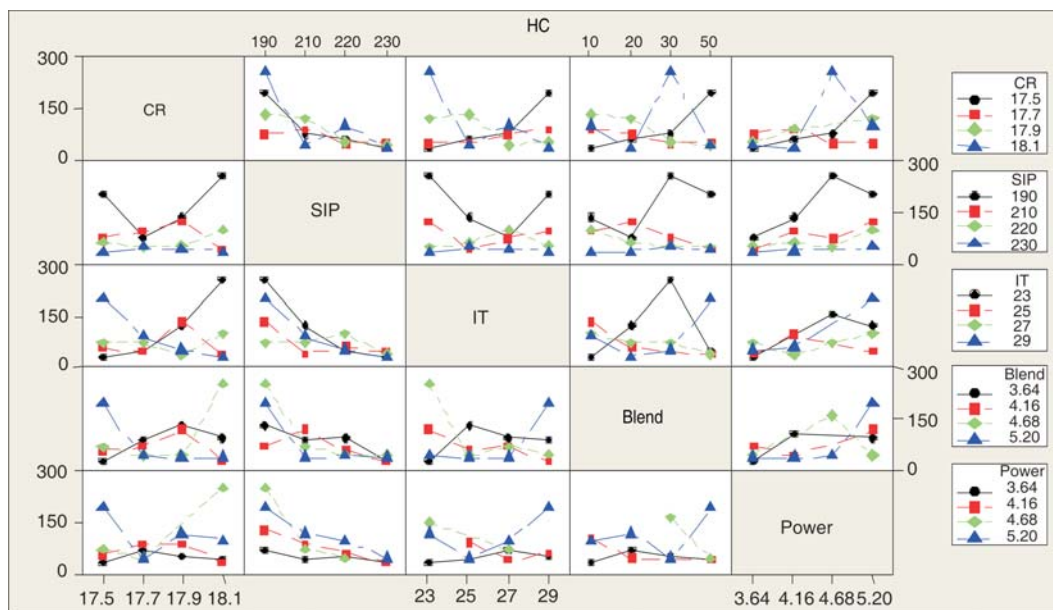 HC
190 210 220 230
10 20 30 50
300
150
0
CR
CR
17.5
17.7
17.9
18.1
SIP
300
150
0
SIP
190
210
220
230
300
150
0
IT
IT
23
25
27
29
Blend
300
150
0
Blend
3.64
4.16
4.68
5.20
300
150
0
Power
Power
3.64
4.16
4.68
5.20
17.5 17.7 17.9 18.1
23 25 27 29
3.64 4.16 4.68 5.20